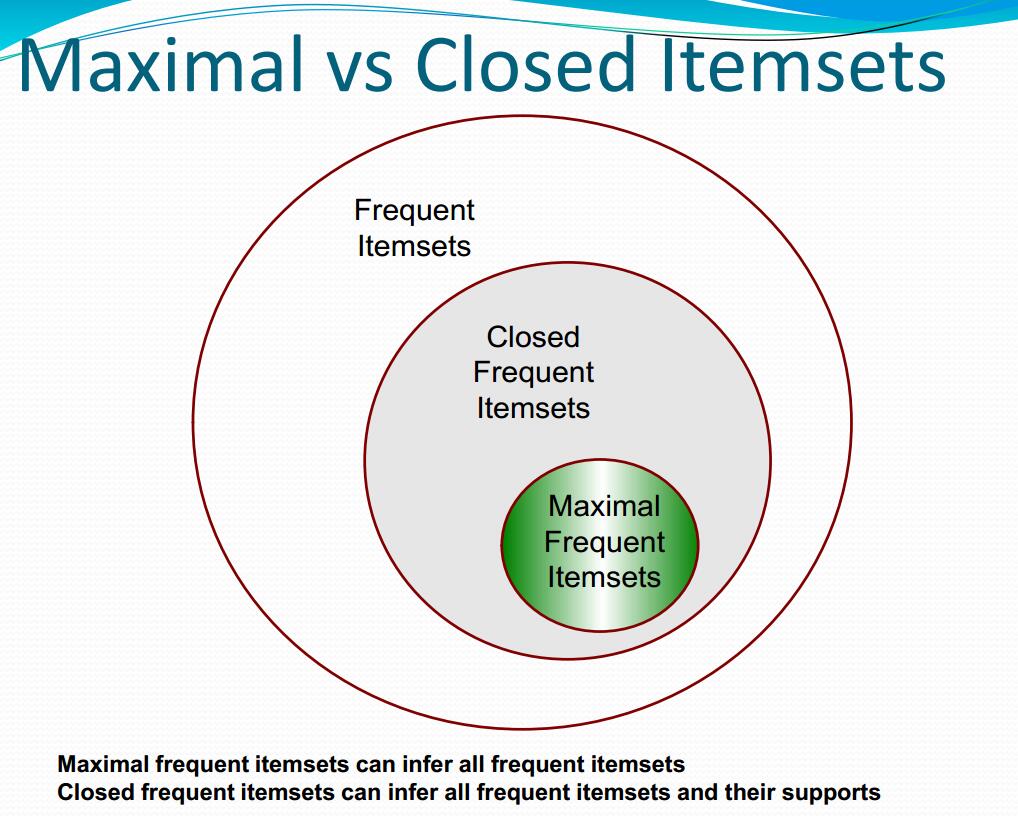 Maximal vs Closed Itemsets
Frequent
Itemsets
Closed
Frequent
Itemsets
Maximal
Frequent
Itemsets
Maximal frequent itemsets can infer all frequent itemsets
Closed frequent itemsets can infer all frequent itemsets and their supports